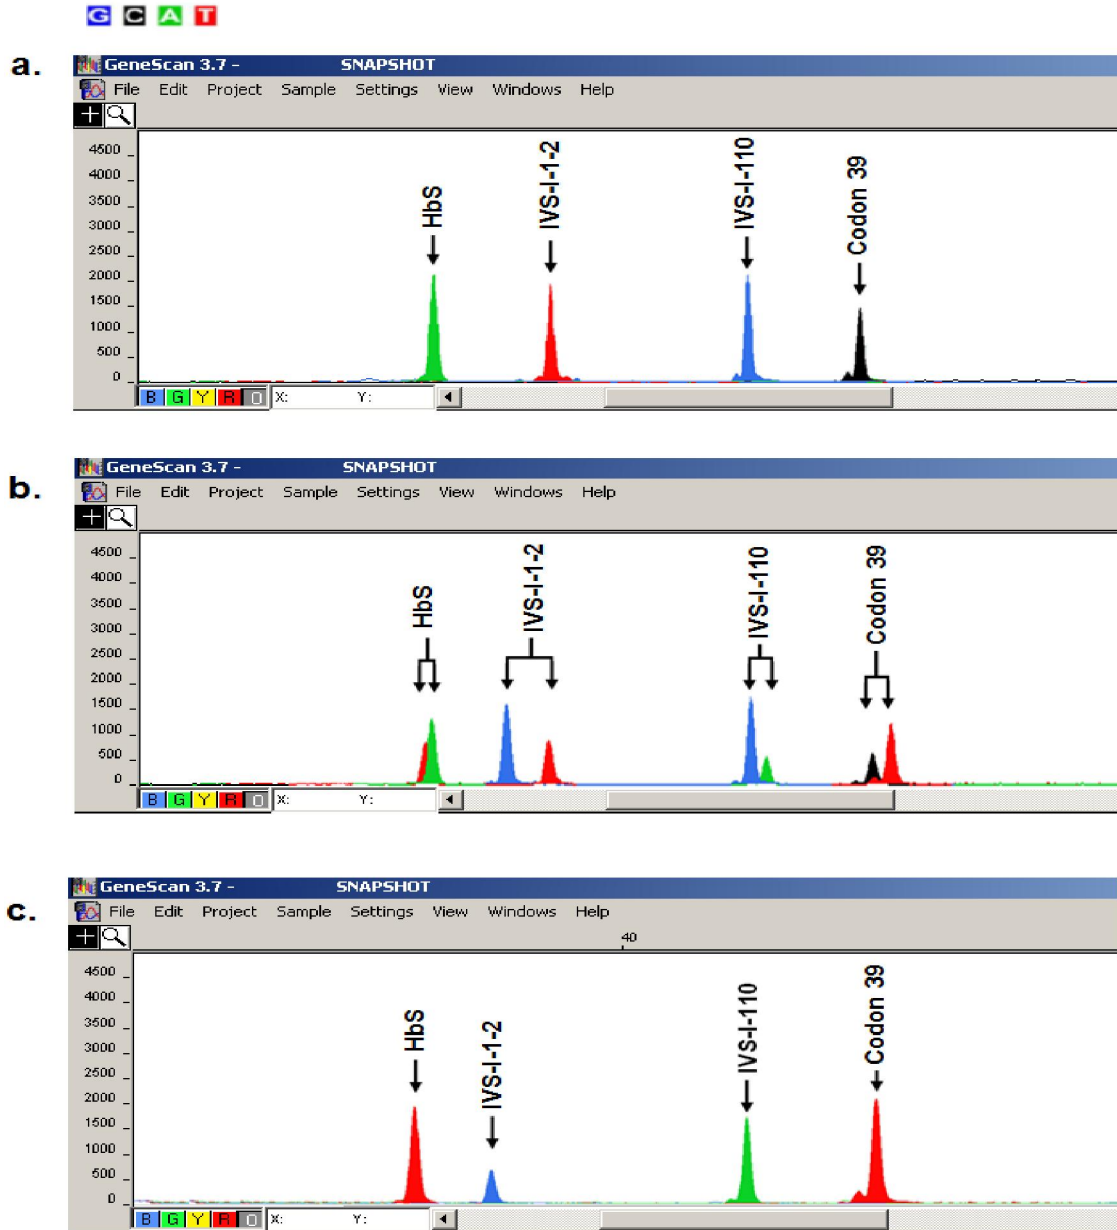 G C A T
a.
GeneScan 3.7 - SNAPSHOT
File Edit Project Sample Settings View Windows Help
4500
4000
3500
3000
2500
2000
1500
1000
500
0
HbS
IVS-I-1-2
IVS-I-110
Codon 39
B G Y R O X: Y:
b.
GeneScan 3.7 - SNAPSHOT
File Edit Project Sample Settings View Windows Help
4500
4000
3500
3000
2500
2000
1500
1000
500
0
HbS
IVS-I-1-2
IVS-I-110
Codon 39
B G Y R O X: Y:
c.
GeneScan 3.7 - SNAPSHOT
File Edit Project Sample Settings View Windows Help
40
4500
4000
3500
3000
2500
2000
1500
1000
500
0
HbS
IVS-I-1-2
IVS-I-110
Codon 39
B G Y R O X: Y: